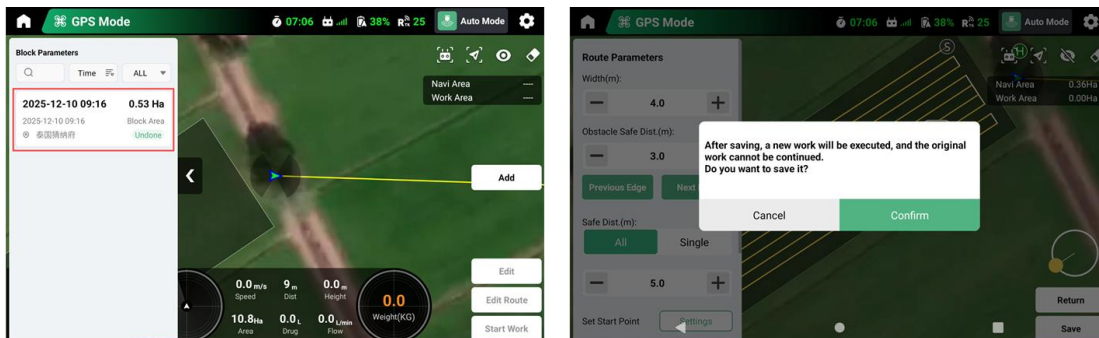 GPS Mode
07:06
38%
25
Auto Mode
Block Parameters
Time
ALL
2025-12-10 09:16 0.53 Ha
2025-12-10 09:16 Block Area
泰国猜纳府 Undone
Navi Area ---
Work Area ---
Add
Edit
Edit Route
Start Work
0.0 m/s 9 m 0.0 m
Speed Dist Height
10.8Ha 0.0 L 0.0 L/min
Area Drug Flow
0.0
Weight(KG)
GPS Mode
07:06
38%
25
Auto Mode
Route Parameters
Width(m):
4.0
Obstacle Safe Dist.(m):
3.0
Previous Edge Next
Safe Dist.(m):
All Single
5.0
Set Start Point Settings
S
H
Navi Area 0.36Ha
Work Area 0.00Ha
After saving, a new work will be executed, and the original
work cannot be continued.
Do you want to save it?
Cancel Confirm
Return
Save